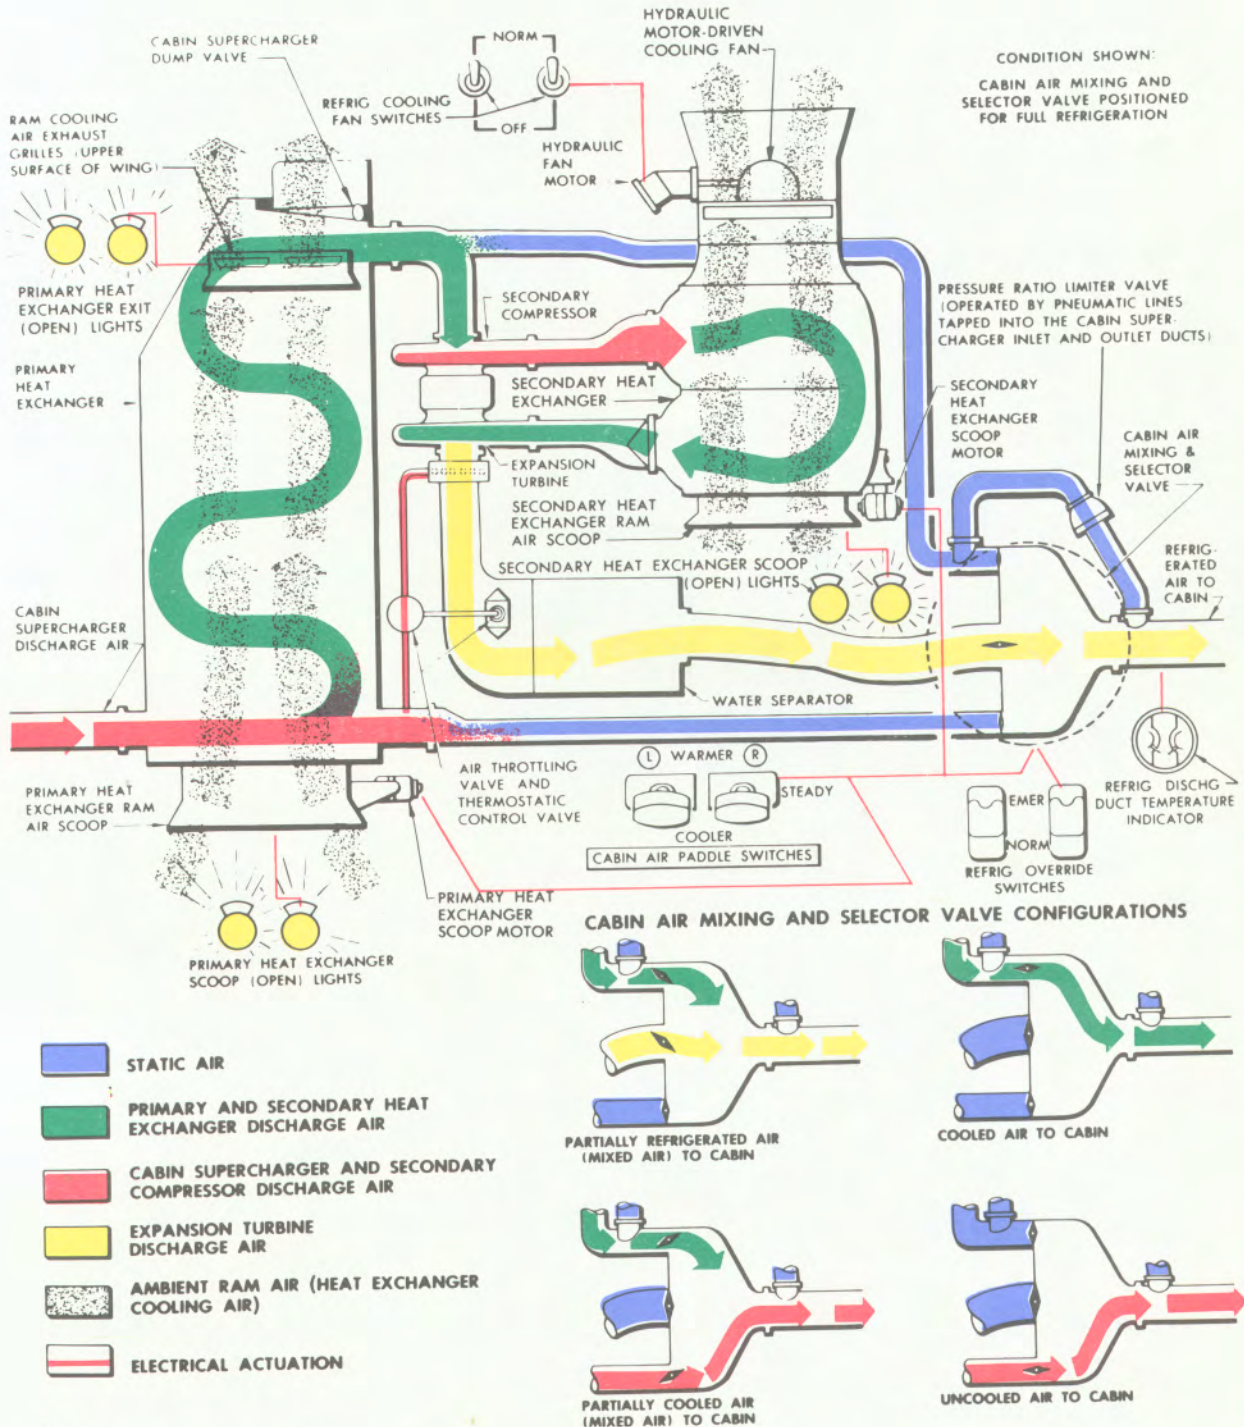 CABIN SUPERCHARGER
DUMP VALVE
NORM
REFRIG COOLING
FAN SWITCHES
OFF
HYDRAULIC
MOTOR-DRIVEN
COOLING FAN
CONDITION SHOWN:
CABIN AIR MIXING AND
SELECTOR VALVE POSITIONED
FOR FULL REFRIGERATION
RAM COOLING
AIR EXHAUST
GRILLES (UPPER
SURFACE OF WING)
HYDRAULIC
FAN
MOTOR
PRIMARY HEAT
EXCHANGER EXIT
(OPEN) LIGHTS
PRIMARY
HEAT
EXCHANGER
SECONDARY
COMPRESSOR
SECONDARY HEAT
EXCHANGER
PRESSURE RATIO LIMITER VALVE
(OPERATED BY PNEUMATIC LINES
TAPPED INTO THE CABIN SUPER-
CHARGER INLET AND OUTLET DUCTS)
SECONDARY
HEAT
EXCHANGER
SCOOP
MOTOR
CABIN AIR
MIXING &
SELECTOR
VALVE
EXPANSION
TURBINE
SECONDARY HEAT
EXCHANGER RAM
AIR SCOOP
SECONDARY HEAT EXCHANGER SCOOP
(OPEN) LIGHTS
REFRIG-
ERATED
AIR TO
CABIN
CABIN
SUPERCHARGER
DISCHARGE AIR
WATER SEPARATOR
PRIMARY HEAT
EXCHANGER RAM
AIR SCOOP
AIR THROTTLING
VALVE AND
THERMOSTATIC
CONTROL VALVE
L WARMER R
STEADY
COOLER
CABIN AIR PADDLE SWITCHES
EMER
NORM
REFRIG OVERRIDE
SWITCHES
REFRIG DISCHG
DUCT TEMPERATURE
INDICATOR
PRIMARY HEAT
EXCHANGER
SCOOP MOTOR
PRIMARY HEAT EXCHANGER
SCOOP (OPEN) LIGHTS
CABIN AIR MIXING AND SELECTOR VALVE CONFIGURATIONS
STATIC AIR
PRIMARY AND SECONDARY HEAT
EXCHANGER DISCHARGE AIR
CABIN SUPERCHARGER AND SECONDARY
COMPRESSOR DISCHARGE AIR
EXPANSION TURBINE
DISCHARGE AIR
AMBIENT RAM AIR (HEAT EXCHANGER
COOLING AIR)
ELECTRICAL ACTUATION
PARTIALLY REFRIGERATED AIR
(MIXED AIR) TO CABIN
COOLED AIR TO CABIN
PARTIALLY COOLED AIR
(MIXED AIR) TO CABIN
UNCOOLED AIR TO CABIN